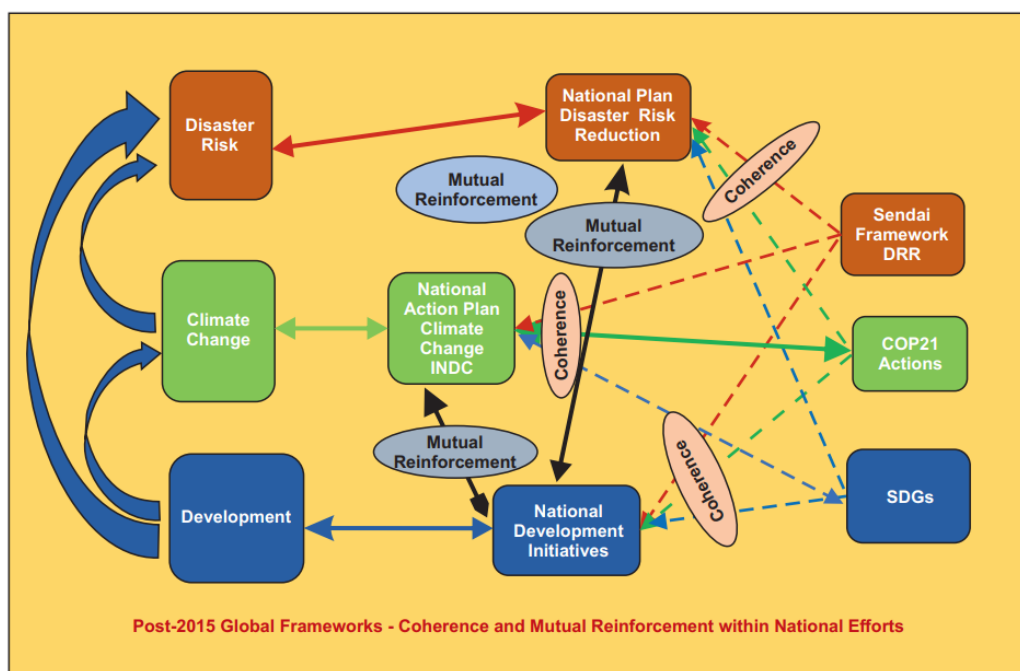 Disaster
Risk
National Plan
Disaster Risk
Reduction
Coherence
Mutual
Reinforcement
Mutual
Reinforcement
Sendai
Framework
DRR
Climate
Change
National
Action Plan
Climate
Change
INDC
Coherence
COP21
Actions
Mutual
Reinforcement
Coherence
SDGs
Development
National
Development
Initiatives
Post-2015 Global Frameworks - Coherence and Mutual Reinforcement within National Efforts